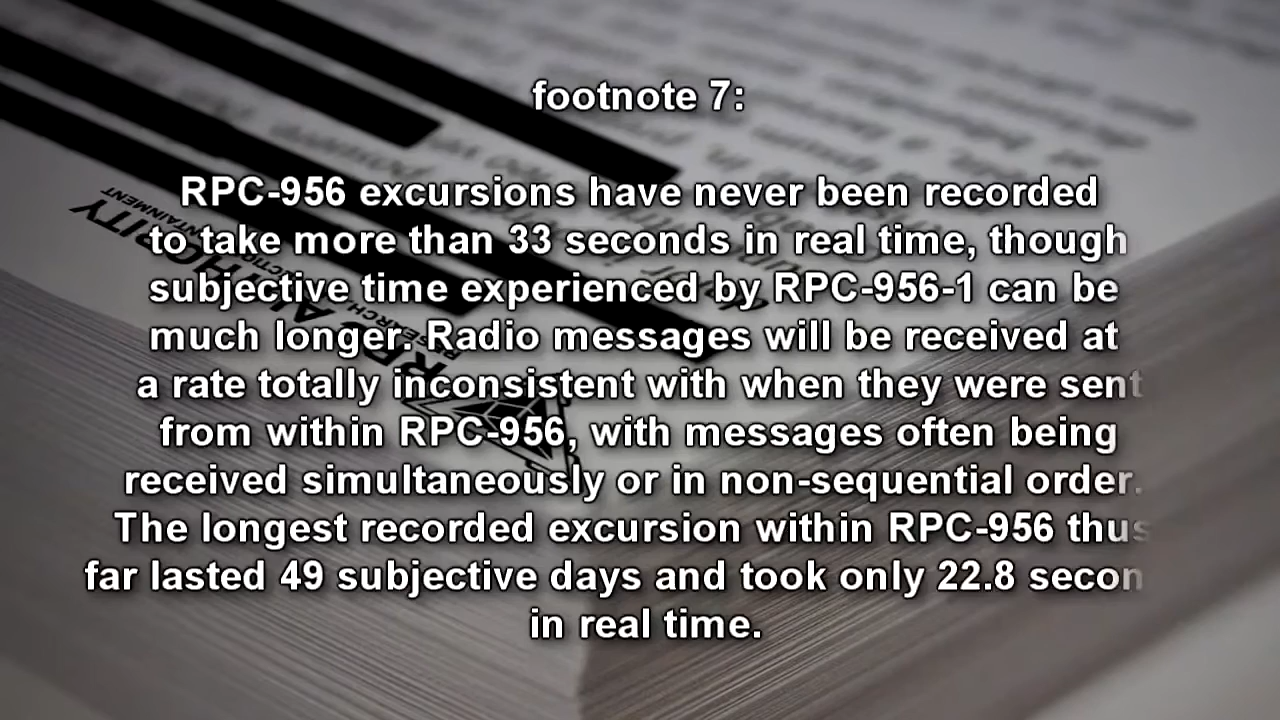 footnote 7:
RPC-956 excursions have never been recorded
to take more than 33 seconds in real time, though
subjective time experienced by RPC-956-1 can be
much longer. Radio messages will be received at
a rate totally inconsistent with when they were sent
from within RPC-956, with messages often being
received simultaneously or in non-sequential order.
The longest recorded excursion within RPC-956 thus
far lasted 49 subjective days and took only 22.8 secon
in real time.